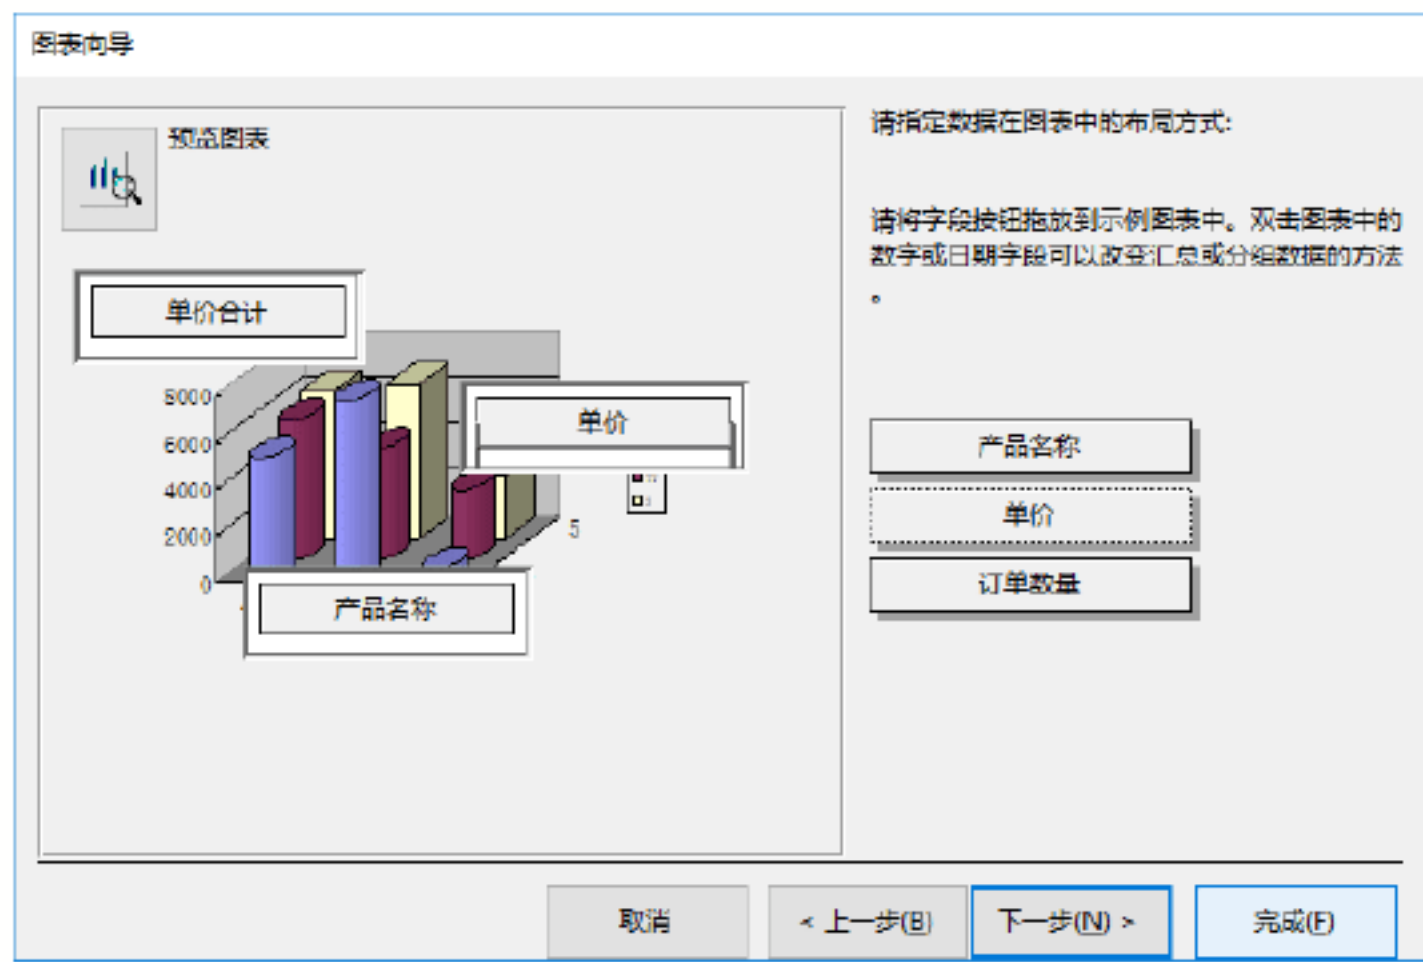 图表向导
预览图表
请指定数据在图表中的布局方式:
请将字段按钮拖放到示例图表中。双击图表中的
数字或日期字段可以改变汇总或分组数据的方法
。
单价合计
8000
6000
4000
2000
0
5
单价
产品名称
产品名称
单价
订单数量
取消
< 上一步(B)
下一步(N) >
完成(F)